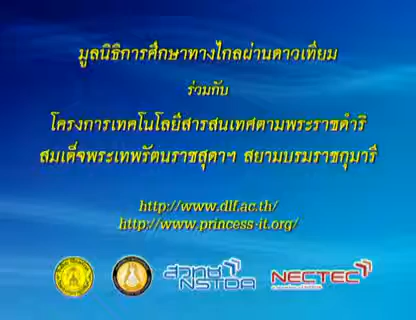 มูลนิธิการศึกษาทางไกลผ่านดาวเทียม
ร่วมกับ
โครงการเทคโนโลยีสารสนเทศตามพระราชดำริ
สมเด็จพระเทพรัตนราชสุดาฯ สยามบรมราชกุมารี
http://www.dlf.ac.th/
http://www.princess-it.org/
สวทช
NSTDA
NECTEC